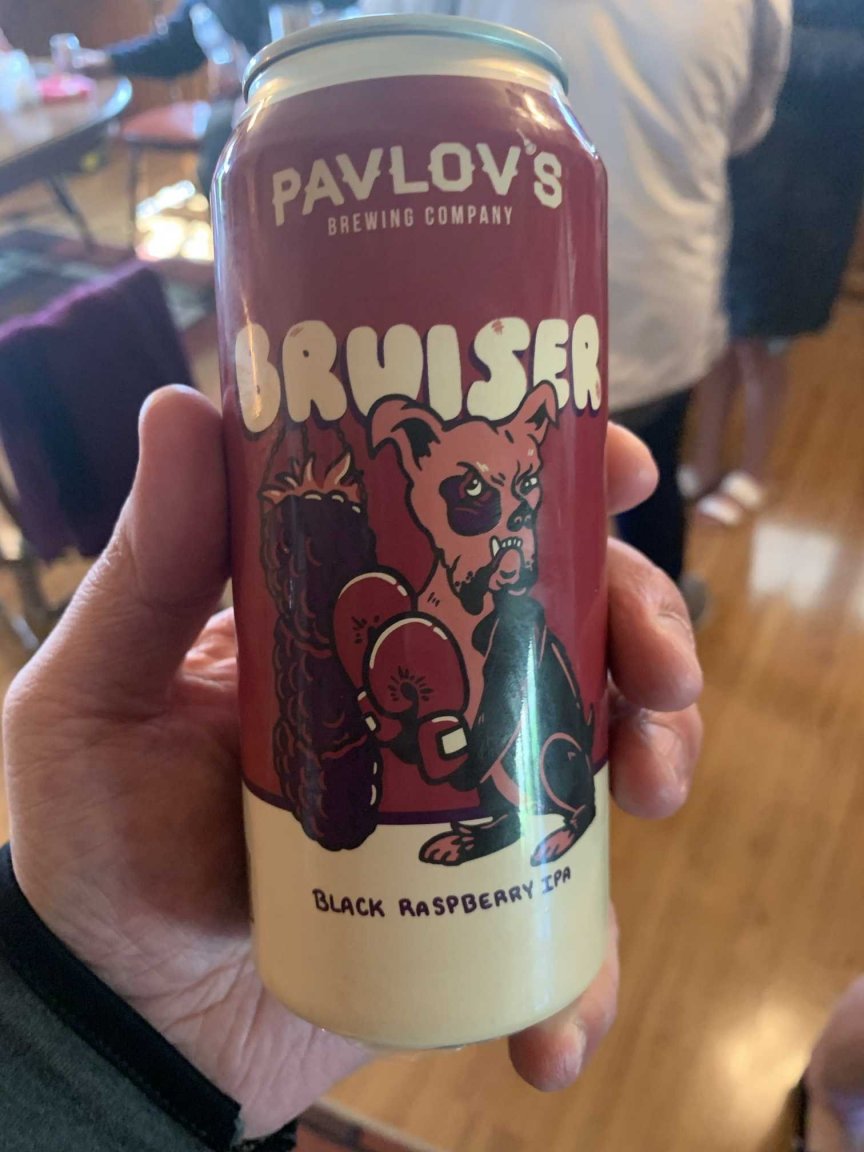 PAVLOV'S
BREWING COMPANY
BRUISER
BLACK RASPBERRY IPA